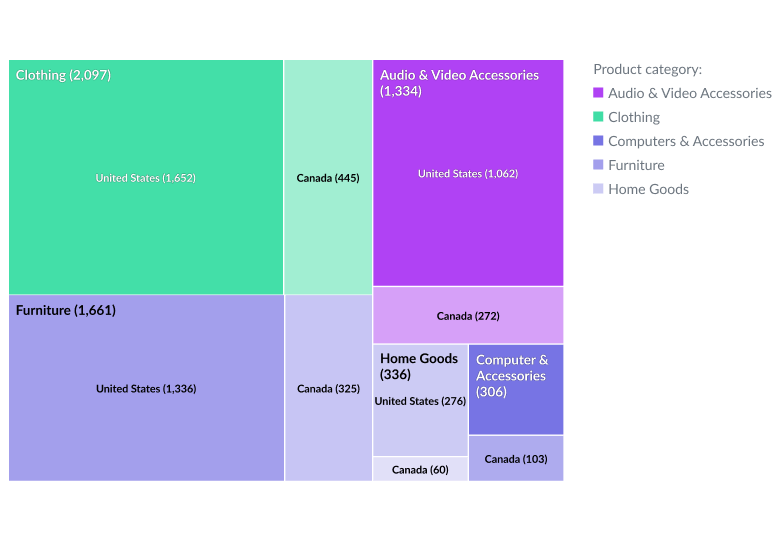 Clothing (2,097)
United States (1,652)
Canada (445)
Audio & Video Accessories
(1,334)
United States (1,062)
Canada (272)
Furniture (1,661)
United States (1,336)
Canada (325)
Home Goods
(336)
United States (276)
Canada (60)
Computer &
Accessories
(306)
Canada (103)
Product category:
Audio & Video Accessories
Clothing
Computers & Accessories
Furniture
Home Goods